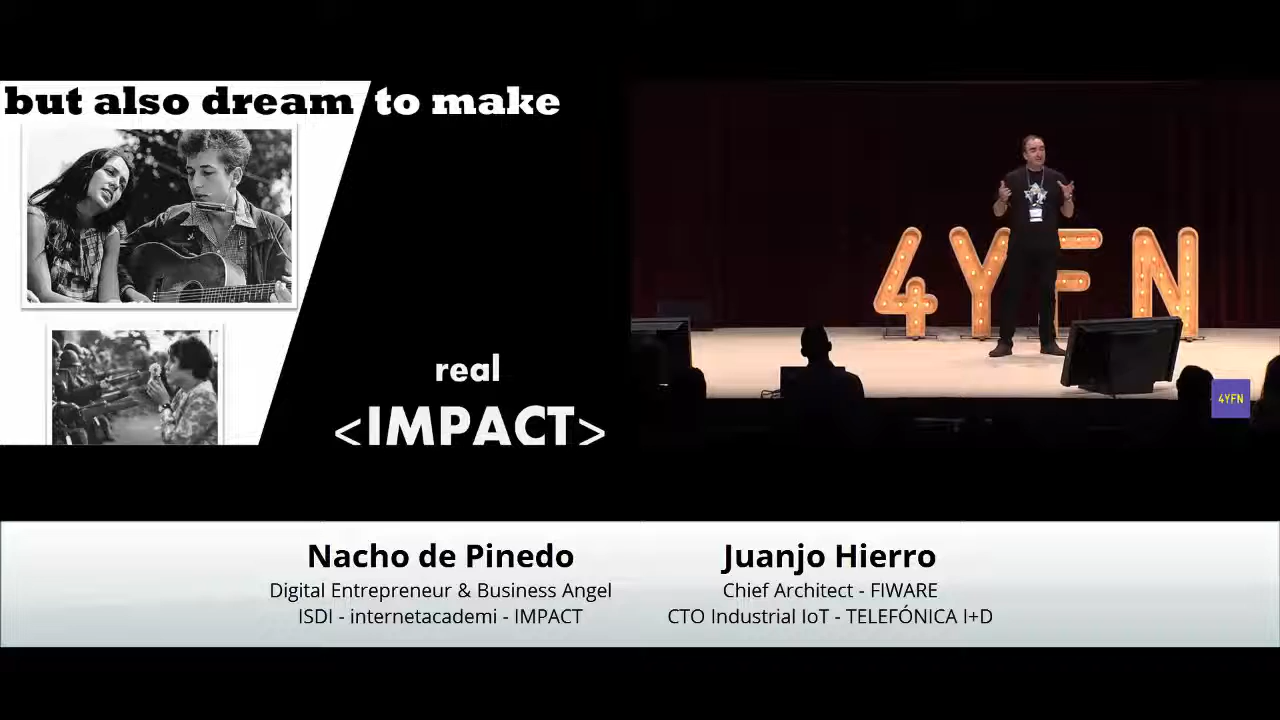 but also dream to make
real
<IMPACT>
4YFN
4YFN
Nacho de Pinedo
Digital Entrepreneur & Business Angel
ISDI - internetacademi - IMPACT
Juanjo Hierro
Chief Architect - FIWARE
CTO Industrial IoT - TELEFÓNICA I+D